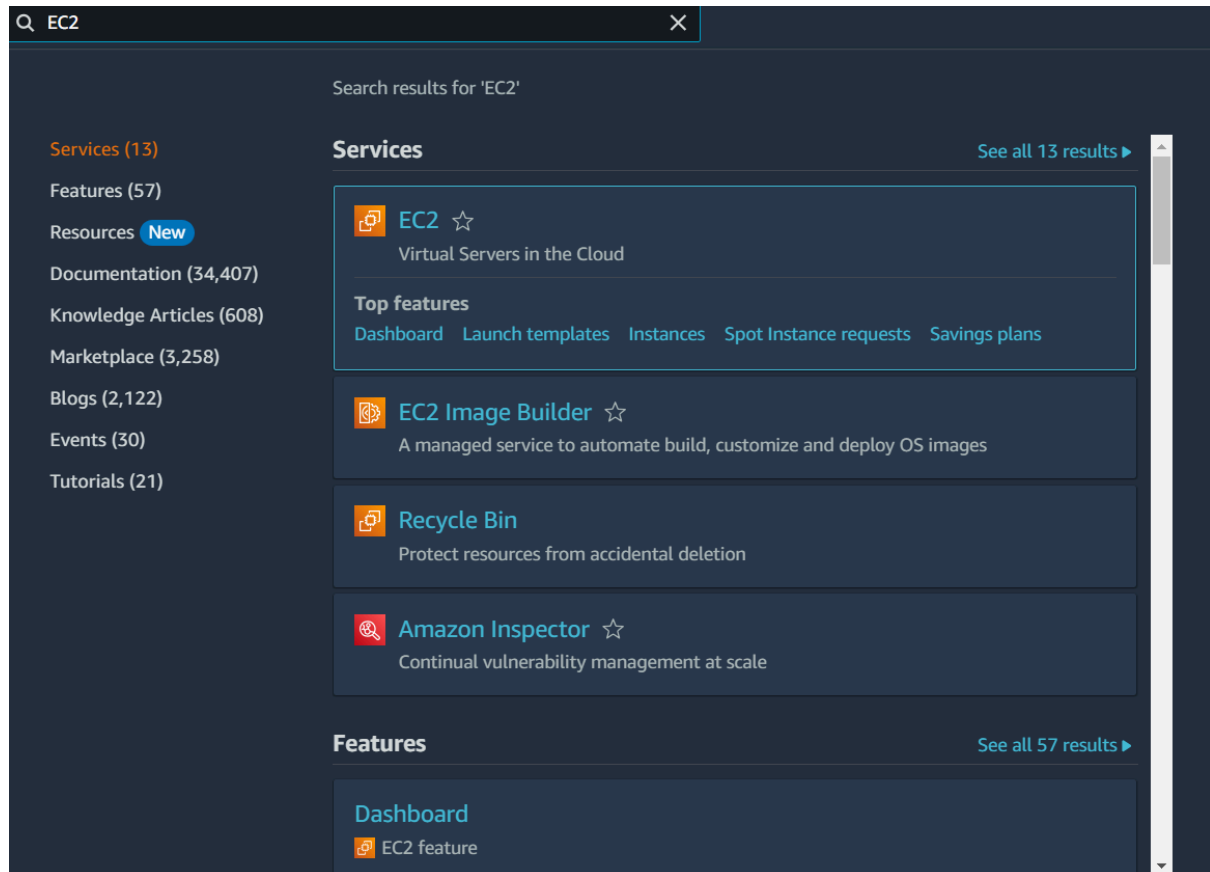 EC2
Search results for 'EC2'
Services (13)
Features (57)
Resources New
Documentation (34,407)
Knowledge Articles (608)
Marketplace (3,258)
Blogs (2,122)
Events (30)
Tutorials (21)
Services
See all 13 results
EC2
Virtual Servers in the Cloud
Top features
Dashboard Launch templates Instances Spot Instance requests Savings plans
EC2 Image Builder
A managed service to automate build, customize and deploy OS images
Recycle Bin
Protect resources from accidental deletion
Amazon Inspector
Continual vulnerability management at scale
Features
See all 57 results
Dashboard
EC2 feature